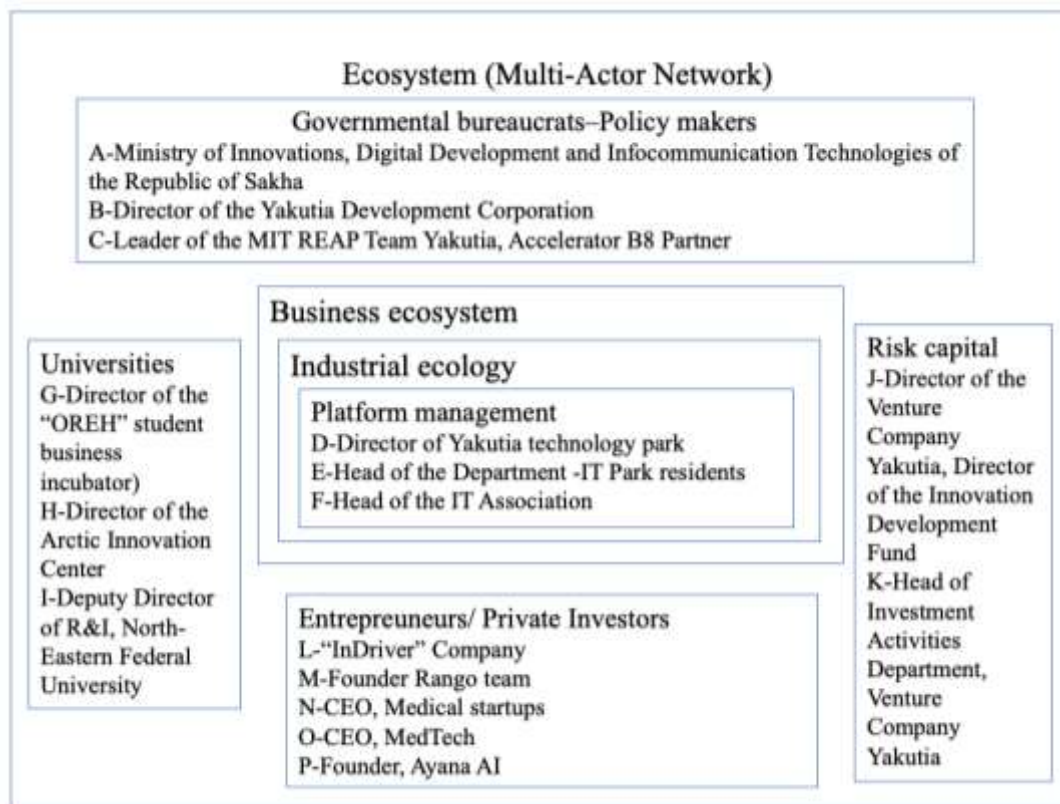 Ecosystem (Multi-Actor Network)
Governmental bureaucrats–Policy makers
A-Ministry of Innovations, Digital Development and Infocommunication Technologies of
the Republic of Sakha
B-Director of the Yakutia Development Corporation
C-Leader of the MIT REAP Team Yakutia, Accelerator B8 Partner
Business ecosystem
Industrial ecology
Platform management
D-Director of Yakutia technology park
E-Head of the Department -IT Park residents
F-Head of the IT Association
Universities
G-Director of the
“OREH” student
business
incubator)
H-Director of the
Arctic Innovation
Center
I-Deputy Director
of R&I, North-
Eastern Federal
University
Risk capital
J-Director of the
Venture
Company
Yakutia, Director
of the Innovation
Development
Fund
K-Head of
Investment
Activities
Department,
Venture
Company
Yakutia
Entrepreuneurs/ Private Investors
L-“InDriver” Company
M-Founder Rango team
N-CEO, Medical startups
O-CEO, MedTech
P-Founder, Ayana AI